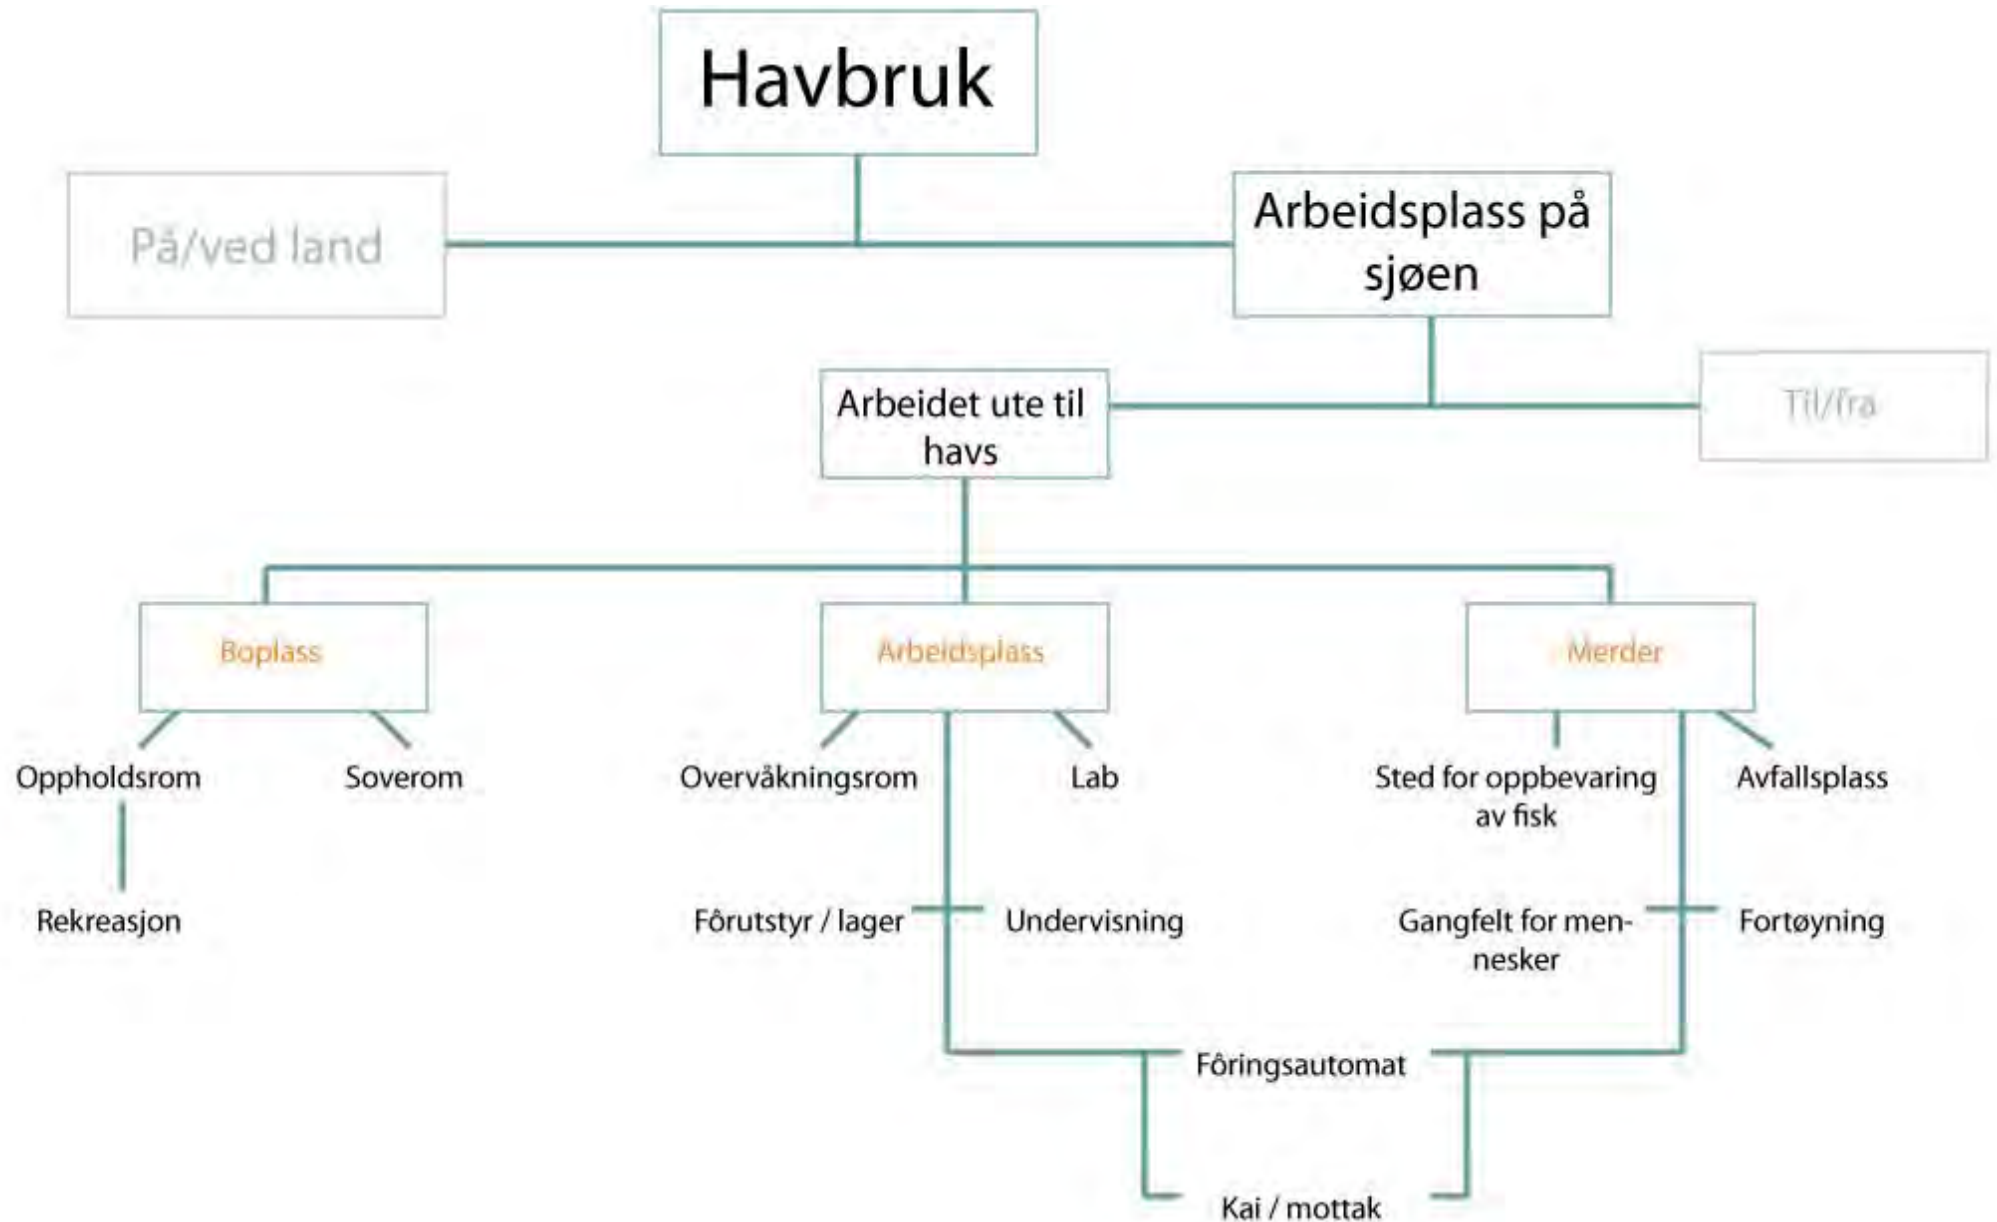 Havbruk
På/ved land
Arbeidsplass på
sjøen
Arbeidet ute til
havs
Til/fra
Boplass
Arbeidsplass
Merder
Oppholdsrom
Soverom
Overvåkningsrom
Lab
Sted for oppbevaring
av fisk
Avfallsplass
Rekreasjon
Fôrutstyr / lager
Undervisning
Gangfelt for men-
nesker
Fortøyning
Fôringsautomat
Kai / mottak